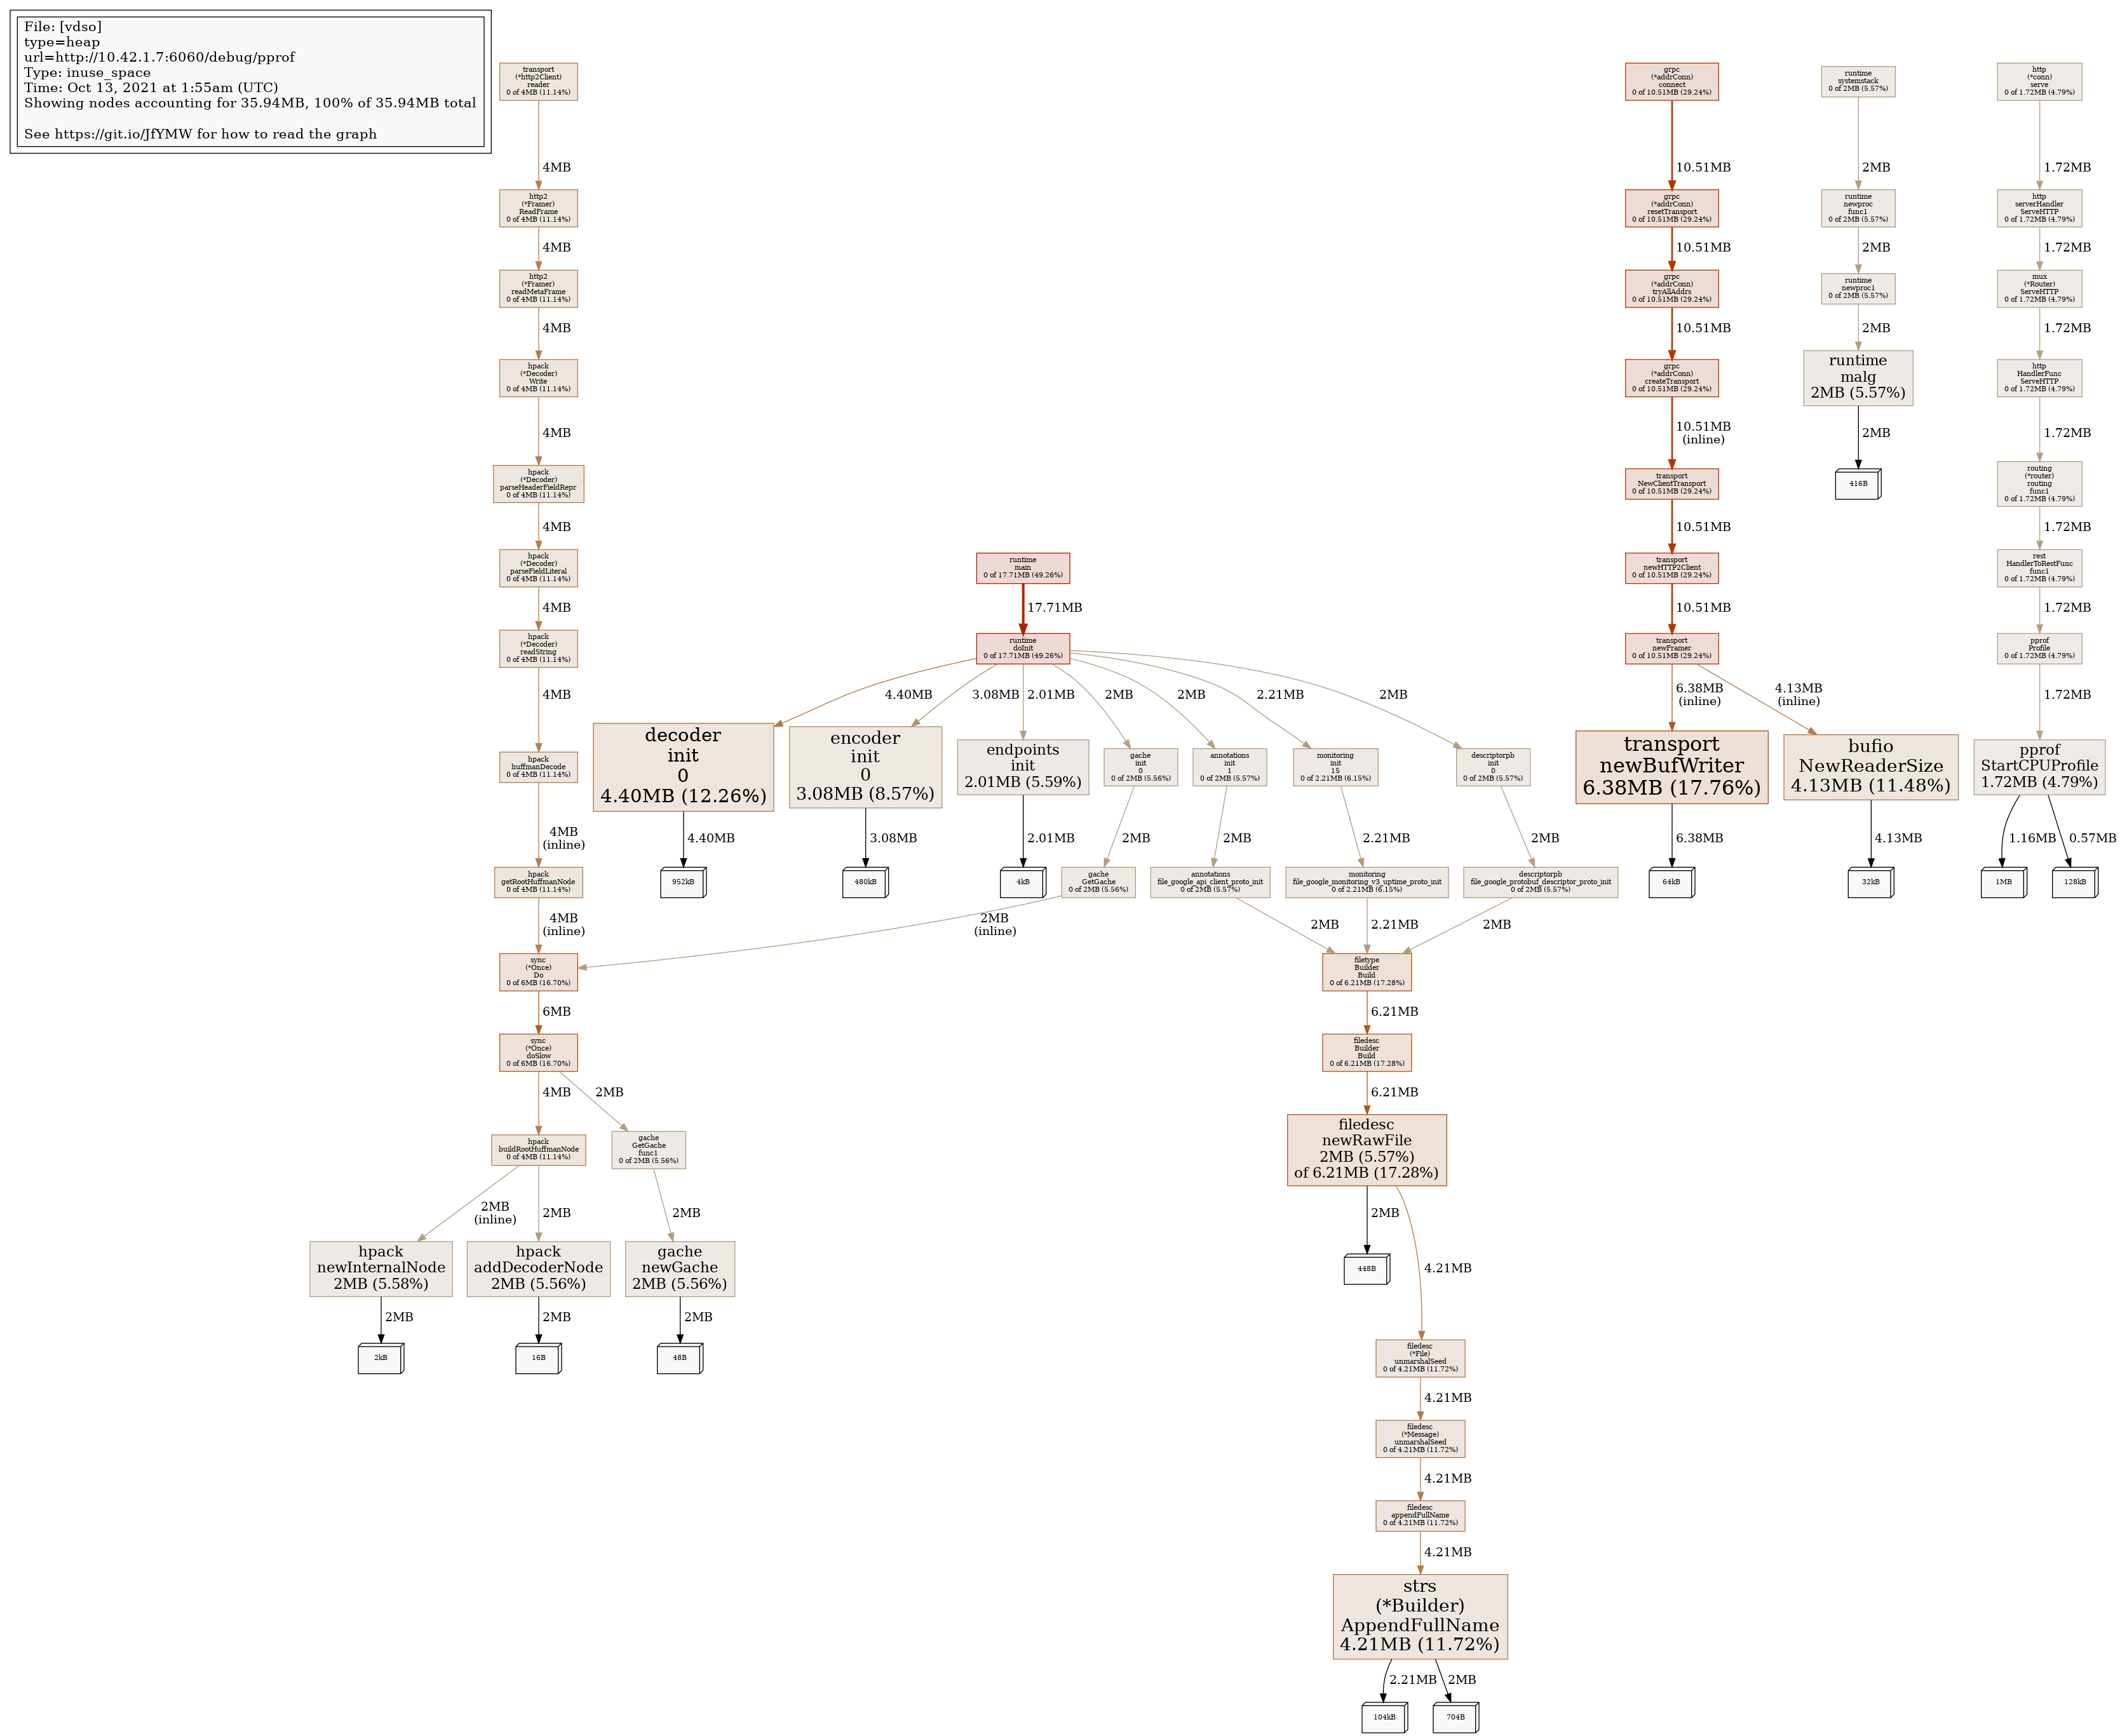 File: [vdso]
type=heap
url=http://10.42.1.7:6060/debug/pprof
Type: inuse_space
Time: Oct 13, 2021 at 1:55am (UTC)
Showing nodes accounting for 35.94MB, 100% of 35.94MB total
See https://git.io/JfYMW for how to read the graph
transport
(*http2Client)
reader
0 of 4MB (11.14%)
4MB
http2
(*Framer)
ReadFrame
0 of 4MB (11.14%)
4MB
http2
(*Framer)
readMetaFrame
0 of 4MB (11.14%)
4MB
hpack
(*Decoder)
Write
0 of 4MB (11.14%)
4MB
hpack
(*Decoder)
parseHeaderFieldRepr
0 of 4MB (11.14%)
4MB
hpack
(*Decoder)
parseFieldLiteral
0 of 4MB (11.14%)
4MB
hpack
(*Decoder)
readString
0 of 4MB (11.14%)
4MB
hpack
huffmanDecode
0 of 4MB (11.14%)
4MB
(inline)
hpack
getRootHuffmanNode
0 of 4MB (11.14%)
4MB
(inline)
sync
(*Once)
Do
0 of 6MB (16.70%)
6MB
sync
(*Once)
doSlow
0 of 6MB (16.70%)
4MB
2MB
hpack
buildRootHuffmanNode
0 of 4MB (11.14%)
gache
GetGache
func1
0 of 2MB (5.56%)
2MB
(inline)
2MB
2MB
hpack
newInternalNode
2MB (5.58%)
hpack
addDecoderNode
2MB (5.56%)
gache
newGache
2MB (5.56%)
2MB
2MB
2MB
2kB
16B
48B
runtime
main
0 of 17.71MB (49.26%)
17.71MB
runtime
doInit
0 of 17.71MB (49.26%)
4.40MB
3.08MB
2.01MB
2MB
2MB
2.21MB
2MB
decoder
init
0
4.40MB (12.26%)
encoder
init
0
3.08MB (8.57%)
endpoints
init
2.01MB (5.59%)
gache
init
0
0 of 2MB (5.56%)
annotations
init
1
0 of 2MB (5.57%)
monitoring
init
15
0 of 2.21MB (6.15%)
descriptorpb
init
0
0 of 2MB (5.57%)
4.40MB
3.08MB
2.01MB
2MB
2MB
2.21MB
2MB
952kB
480kB
4kB
gache
GetGache
0 of 2MB (5.56%)
annotations
file_google_api_client_proto_init
0 of 2MB (5.57%)
monitoring
file_google_monitoring_v3_uptime_proto_init
0 of 2.21MB (6.15%)
descriptorpb
file_google_protobuf_descriptor_proto_init
0 of 2MB (5.57%)
2MB
(inline)
2MB
2.21MB
2MB
filetype
Builder
Build
0 of 6.21MB (17.28%)
6.21MB
filedesc
Builder
Build
0 of 6.21MB (17.28%)
6.21MB
filedesc
newRawFile
2MB (5.57%)
of 6.21MB (17.28%)
2MB
4.21MB
448B
filedesc
(*File)
unmarshalSeed
0 of 4.21MB (11.72%)
4.21MB
filedesc
(*Message)
unmarshalSeed
0 of 4.21MB (11.72%)
4.21MB
filedesc
appendFullName
0 of 4.21MB (11.72%)
4.21MB
strs
(*Builder)
AppendFullName
4.21MB (11.72%)
2.21MB
2MB
104kB
704B
grpc
(*addrConn)
connect
0 of 10.51MB (29.24%)
10.51MB
grpc
(*addrConn)
resetTransport
0 of 10.51MB (29.24%)
10.51MB
grpc
(*addrConn)
tryAllAddrs
0 of 10.51MB (29.24%)
10.51MB
grpc
(*addrConn)
createTransport
0 of 10.51MB (29.24%)
10.51MB
(inline)
transport
NewClientTransport
0 of 10.51MB (29.24%)
10.51MB
transport
newHTTP2Client
0 of 10.51MB (29.24%)
10.51MB
transport
newFramer
0 of 10.51MB (29.24%)
6.38MB
(inline)
4.13MB
(inline)
transport
newBufWriter
6.38MB (17.76%)
bufio
NewReaderSize
4.13MB (11.48%)
6.38MB
4.13MB
64kB
32kB
runtime
systemstack
0 of 2MB (5.57%)
2MB
runtime
newproc
func1
0 of 2MB (5.57%)
2MB
runtime
newproc1
0 of 2MB (5.57%)
2MB
runtime
malg
2MB (5.57%)
2MB
416B
http
(*conn)
serve
0 of 1.72MB (4.79%)
1.72MB
http
serverHandler
ServeHTTP
0 of 1.72MB (4.79%)
1.72MB
mux
(*Router)
ServeHTTP
0 of 1.72MB (4.79%)
1.72MB
http
HandlerFunc
ServeHTTP
0 of 1.72MB (4.79%)
1.72MB
routing
(*router)
routing
func1
0 of 1.72MB (4.79%)
1.72MB
rest
HandlerToRestFunc
func1
0 of 1.72MB (4.79%)
1.72MB
pprof
Profile
0 of 1.72MB (4.79%)
1.72MB
pprof
StartCPUProfile
1.72MB (4.79%)
1.16MB
0.57MB
1MB
128kB